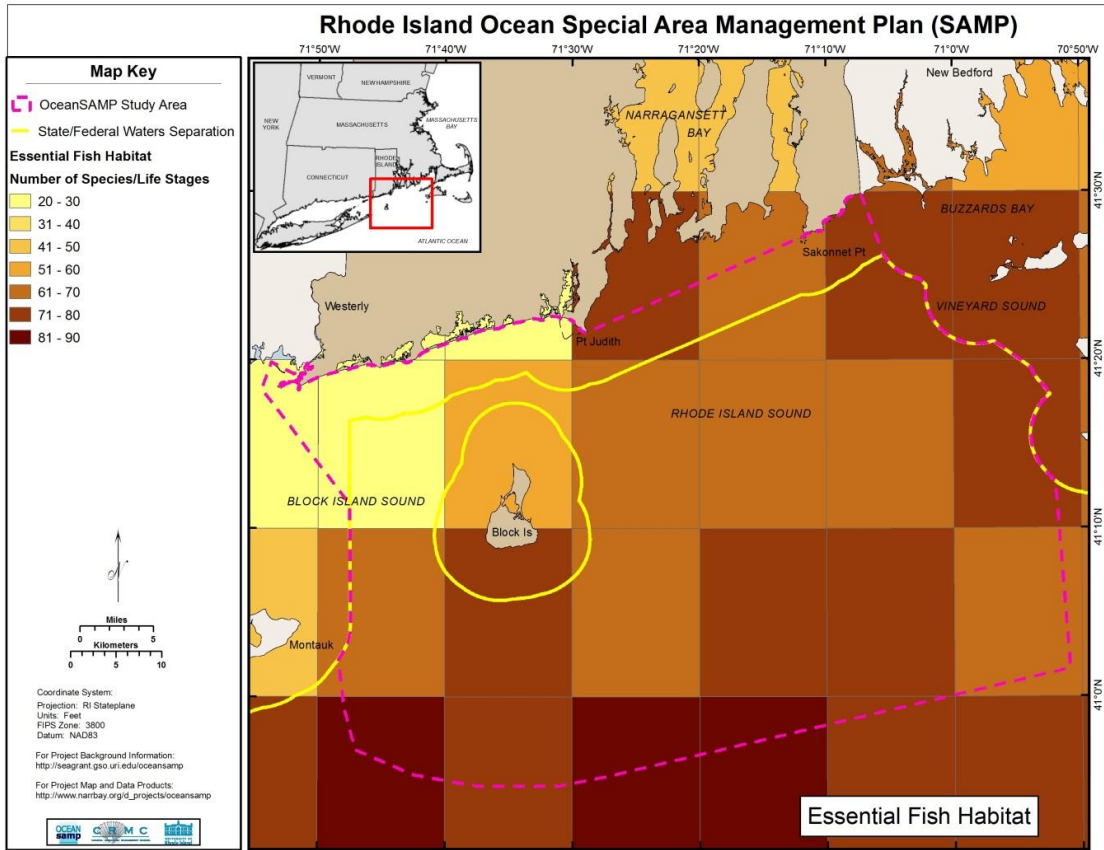 Rhode Island Ocean Special Area Management Plan (SAMP)
71°50'W
71°40'W
71°30'W
71°20'W
71°10'W
71°0'W
70°50'W
Map Key
OceanSAMP Study Area
State/Federal Waters Separation
Essential Fish Habitat
Number of Species/Life Stages
20 - 30
31 - 40
41 - 50
51 - 60
61 - 70
71 - 80
81 - 90
Miles
0 5
Kilometers
0 5 10
Coordinate System:
Projection: RI Stateplane
Units: Feet
FIPS Zone: 3800
Datum: NAD83
For Project Background Information:
http://seagrant.gso.uri.edu/oceansamp
For Project Map and Data Products:
http://www.narrbay.org/d_projects/oceansamp
OCEAN
samp
CRMC
VERMONT
NEW HAMPSHIRE
NEW
YORK
MASSACHUSETTS
MASSACHUSETTS
BAY
CONNECTICUT
RHODE
ISLAND
ATLANTIC OCEAN
NARRAGANSETT
BAY
New Bedford
BUZZARDS BAY
Sakonnet Pt
Westerly
VINEYARD SOUND
Pt Judith
RHODE ISLAND SOUND
BLOCK ISLAND SOUND
Block Is
Montauk
41°30'N
41°20'N
41°10'N
41°0'N
Essential Fish Habitat